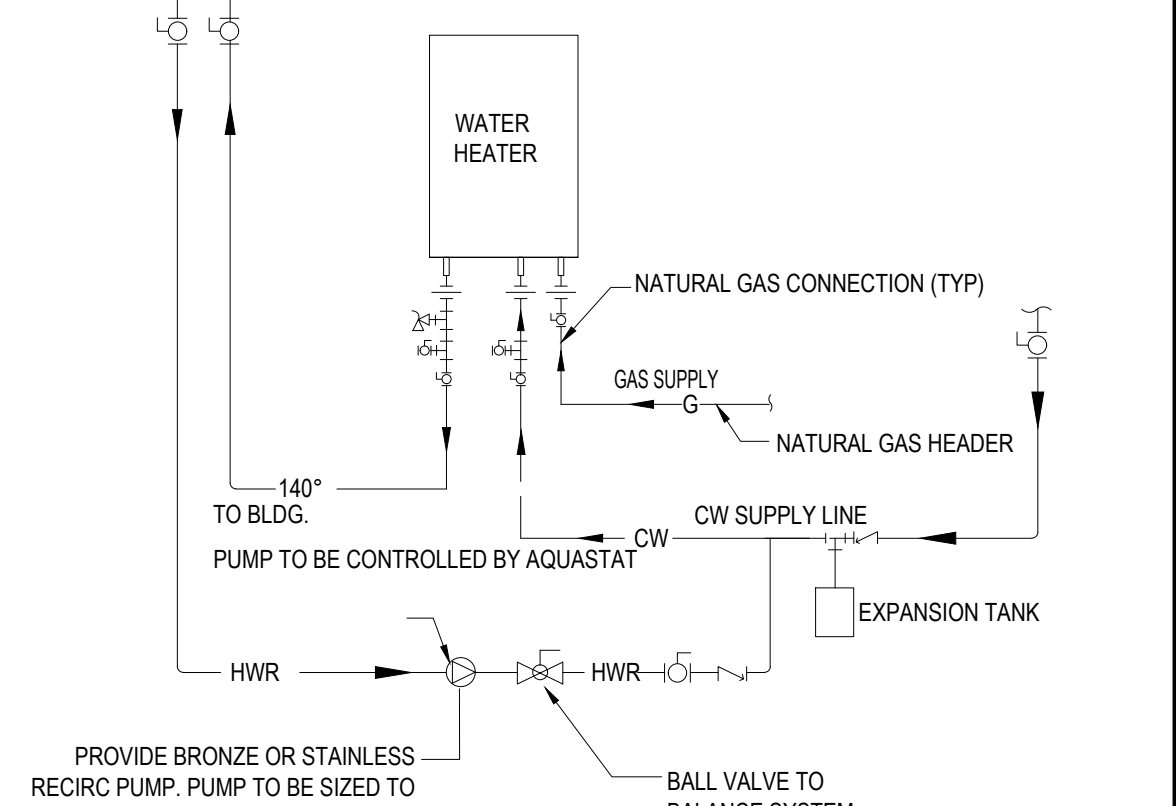 WATER
HEATER
NATURAL GAS CONNECTION (TYP)
GAS SUPPLY
G
NATURAL GAS HEADER
140°
TO BLDG.
CW SUPPLY LINE
CW
PUMP TO BE CONTROLLED BY AQUASTAT
EXPANSION TANK
HWR
HWR
PROVIDE BRONZE OR STAINLESS
RECIRC PUMP. PUMP TO BE SIZED TO
BALL VALVE TO
BALANCE SYSTEM